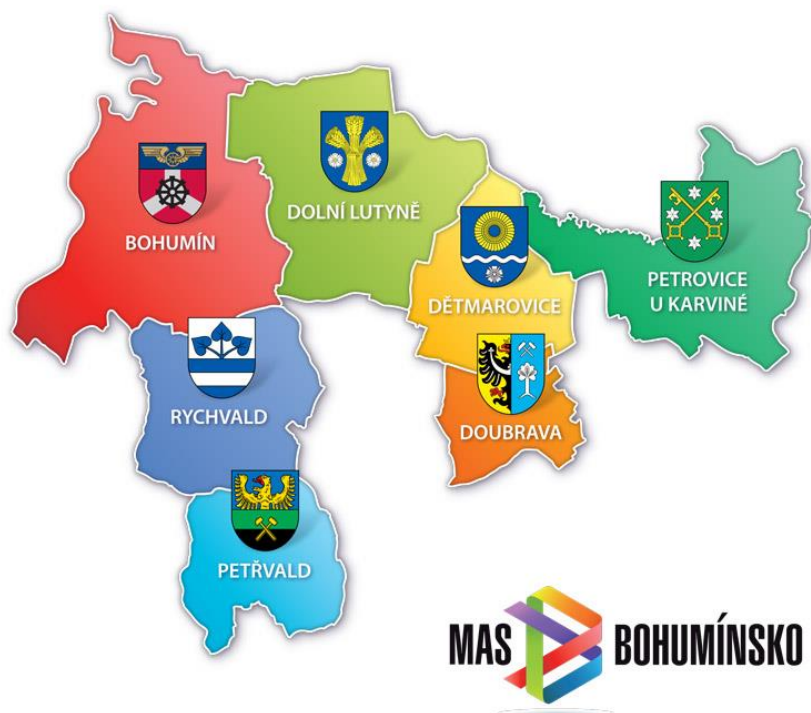 DOLNÍ LUTYNĚ
BOHUMÍN
PETROVICE
U KARVINÉ
DĚTMAROVICE
RYCHVALD
DOUBRAVA
PETŘVALD
MAS BOHUMÍNSKO